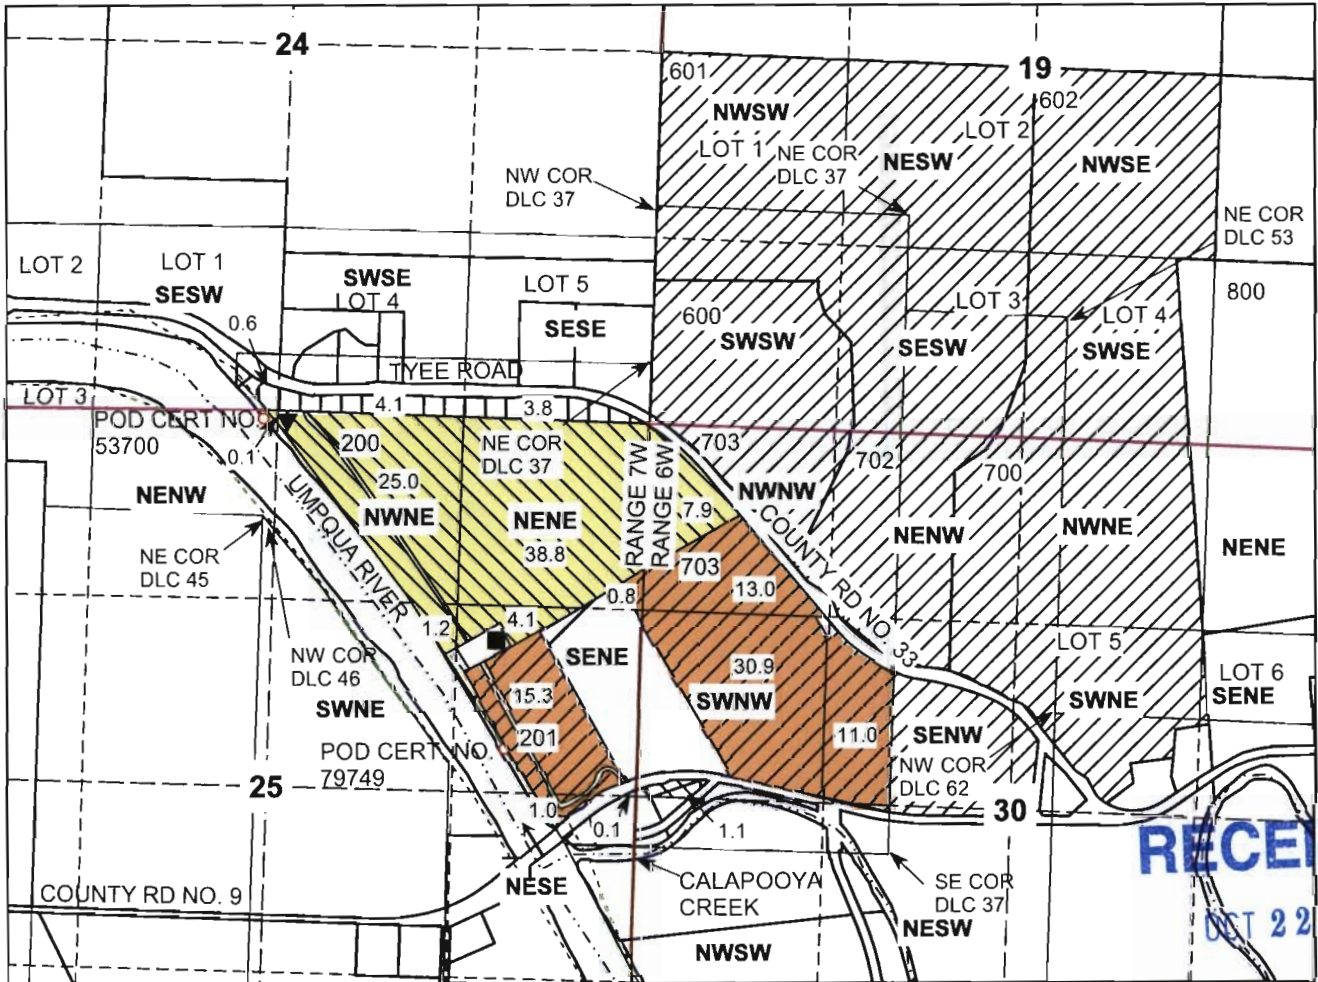 24
19
601
602
NWSW
LOT 1
NE COR
DLC 37
LOT 2
NESW
NWSE
NW COR
DLC 37
NE COR
DLC 53
LOT 2
LOT 1
SESW
SWSE
LOT 4
LOT 5
SESE
600
SWSW
LOT 3
SESW
LOT 4
SWSE
800
0.6
TYEE ROAD
LOT 3
4.1
3.8
POD CERT NO.
53700
0.1
200
25.0
NWNE
NE COR
DLC 37
NENE
38.8
RANGE 7W
RANGE 6W
703
702
700
7.9
NWNW
NENW
NWNE
NENE
NENW
UMPQUA RIVER
COUNTY RD NO. 33
NE COR
DLC 45
703
13.0
0.8
1.2
4.1
SENE
NW COR
DLC 46
SWNE
15.3
201
30.9
SWNW
11.0
SENW
NW COR
DLC 62
LOT 5
SWNE
LOT 6
SENE
POD CERT NO.
79749
25
1.0
0.1
1.1
30
RECEI
COUNTY RD NO. 9
NESE
CALAPOOYA
CREEK
SE COR
DLC 37
NESW
NWSW
OCT 22